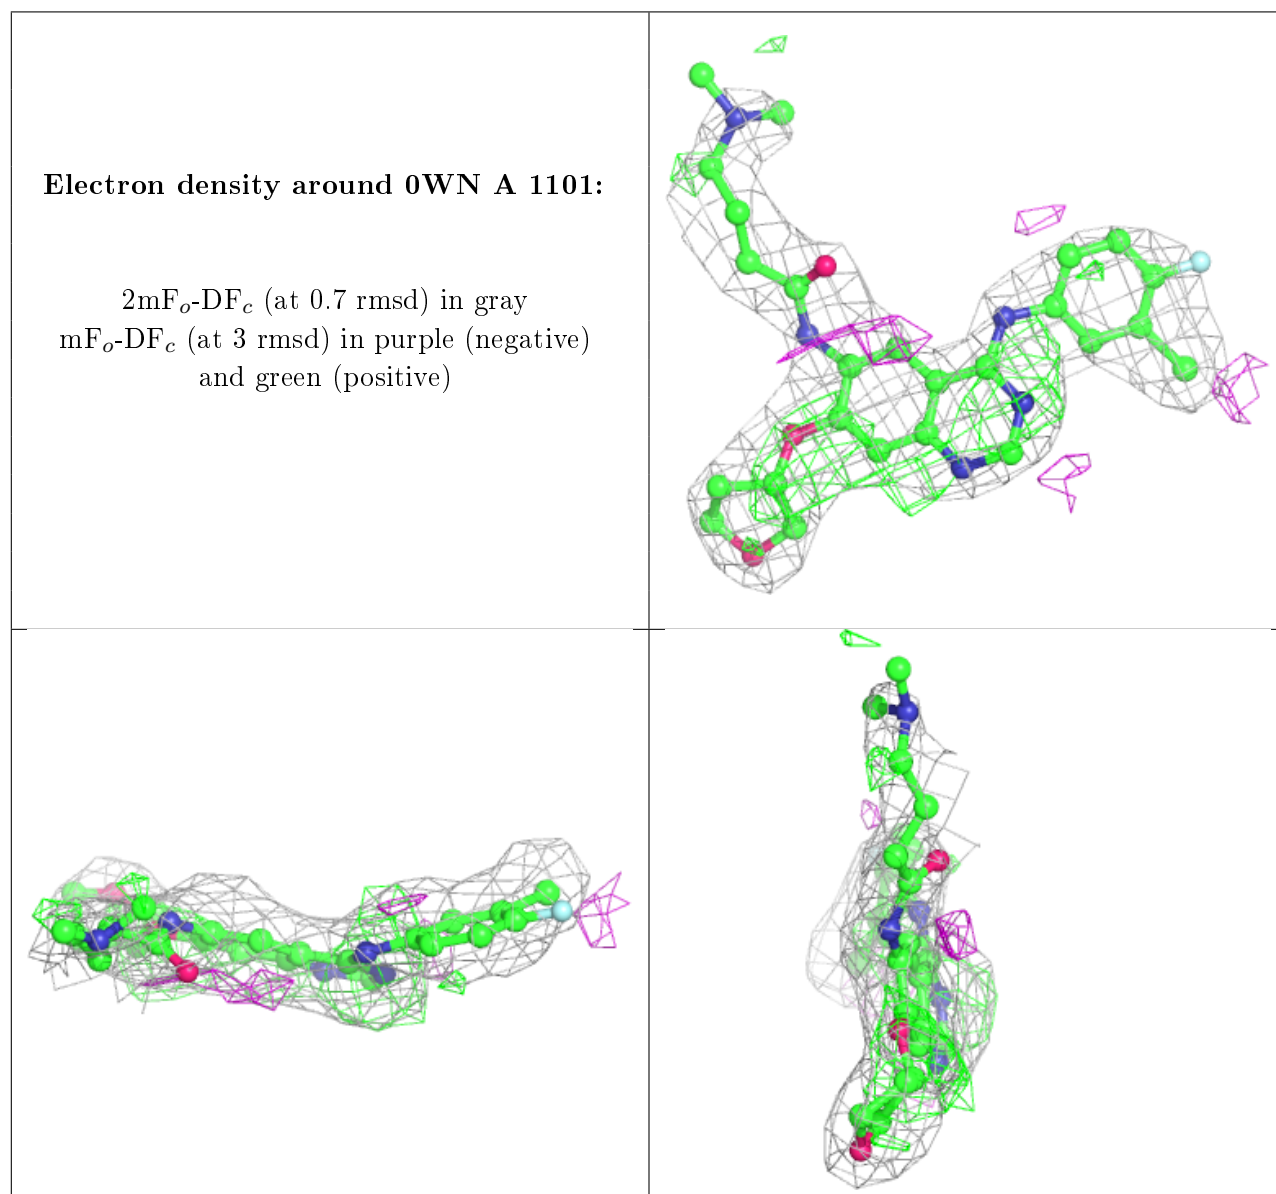 Electron density around 0WN A 1101:
2mFo-DFc (at 0.7 rmsd) in gray
mFo-DFc (at 3 rmsd) in purple (negative)
and green (positive)